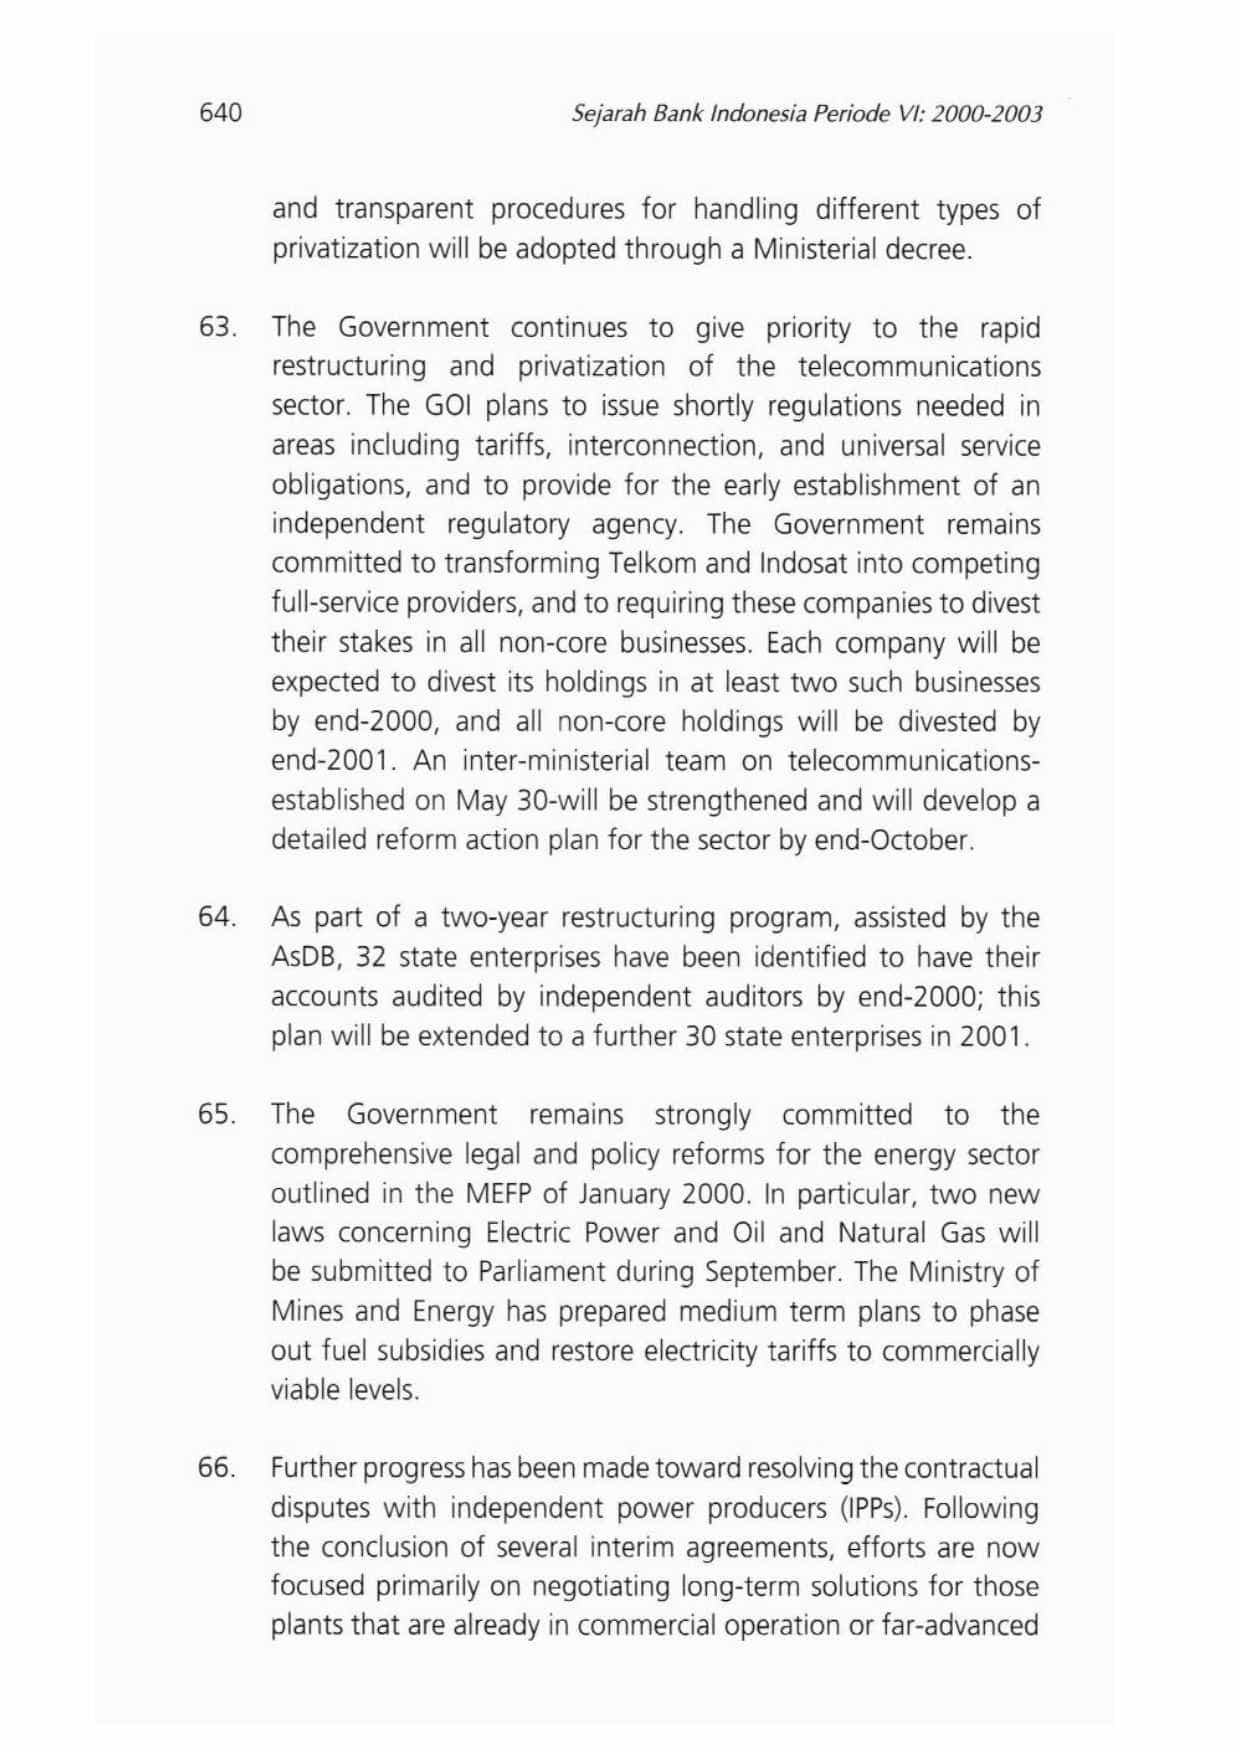 640 Sejarah Bank Indonesia Periode VI: 2000-2003
and transparent procedures for handling different types of
privatization will be adopted through a Ministerial decree.
63. The Government continues to give priority to the rapid
restructuring and privatization of the telecommunications
sector. The GOI plans to issue shortly regulations needed in
areas including tariffs, interconnection, and universal service
obligations, and to provide for the early establishment of an
independent regulatory agency. The Government remains
committed to transforming Telkom and Indosat into competing
full-service providers, and to requiring these companies to divest
their stakes in all non-core businesses. Each company will be
expected to divest its holdings in at least two such businesses
by end-2000, and all non-core holdings will be divested by
end-2001. An inter-ministerial team on telecommunications-
established on May 30-will be strengthened and will develop a
detailed reform action plan for the sector by end-October.
64. As part of a two-year restructuring program, assisted by the
AsDB, 32 state enterprises have been identified to have their
accounts audited by independent auditors by end-2000; this
plan will be extended to a further 30 state enterprises in 2001.
65. The Government remains strongly committed to the
comprehensive legal and policy reforms for the energy sector
outlined in the MEFP of January 2000. In particular, two new
laws concerning Electric Power and Oil and Natural Gas will
be submitted to Parliament during September. The Ministry of
Mines and Energy has prepared medium term plans to phase
out fuel subsidies and restore electricity tariffs to commercially
viable levels.
66. Further progress has been made toward resolving the contractual
disputes with independent power producers (IPPs). Following
the conclusion of several interim agreements, efforts are now
focused primarily on negotiating long-term solutions for those
plants that are already in commercial operation or far-advanced